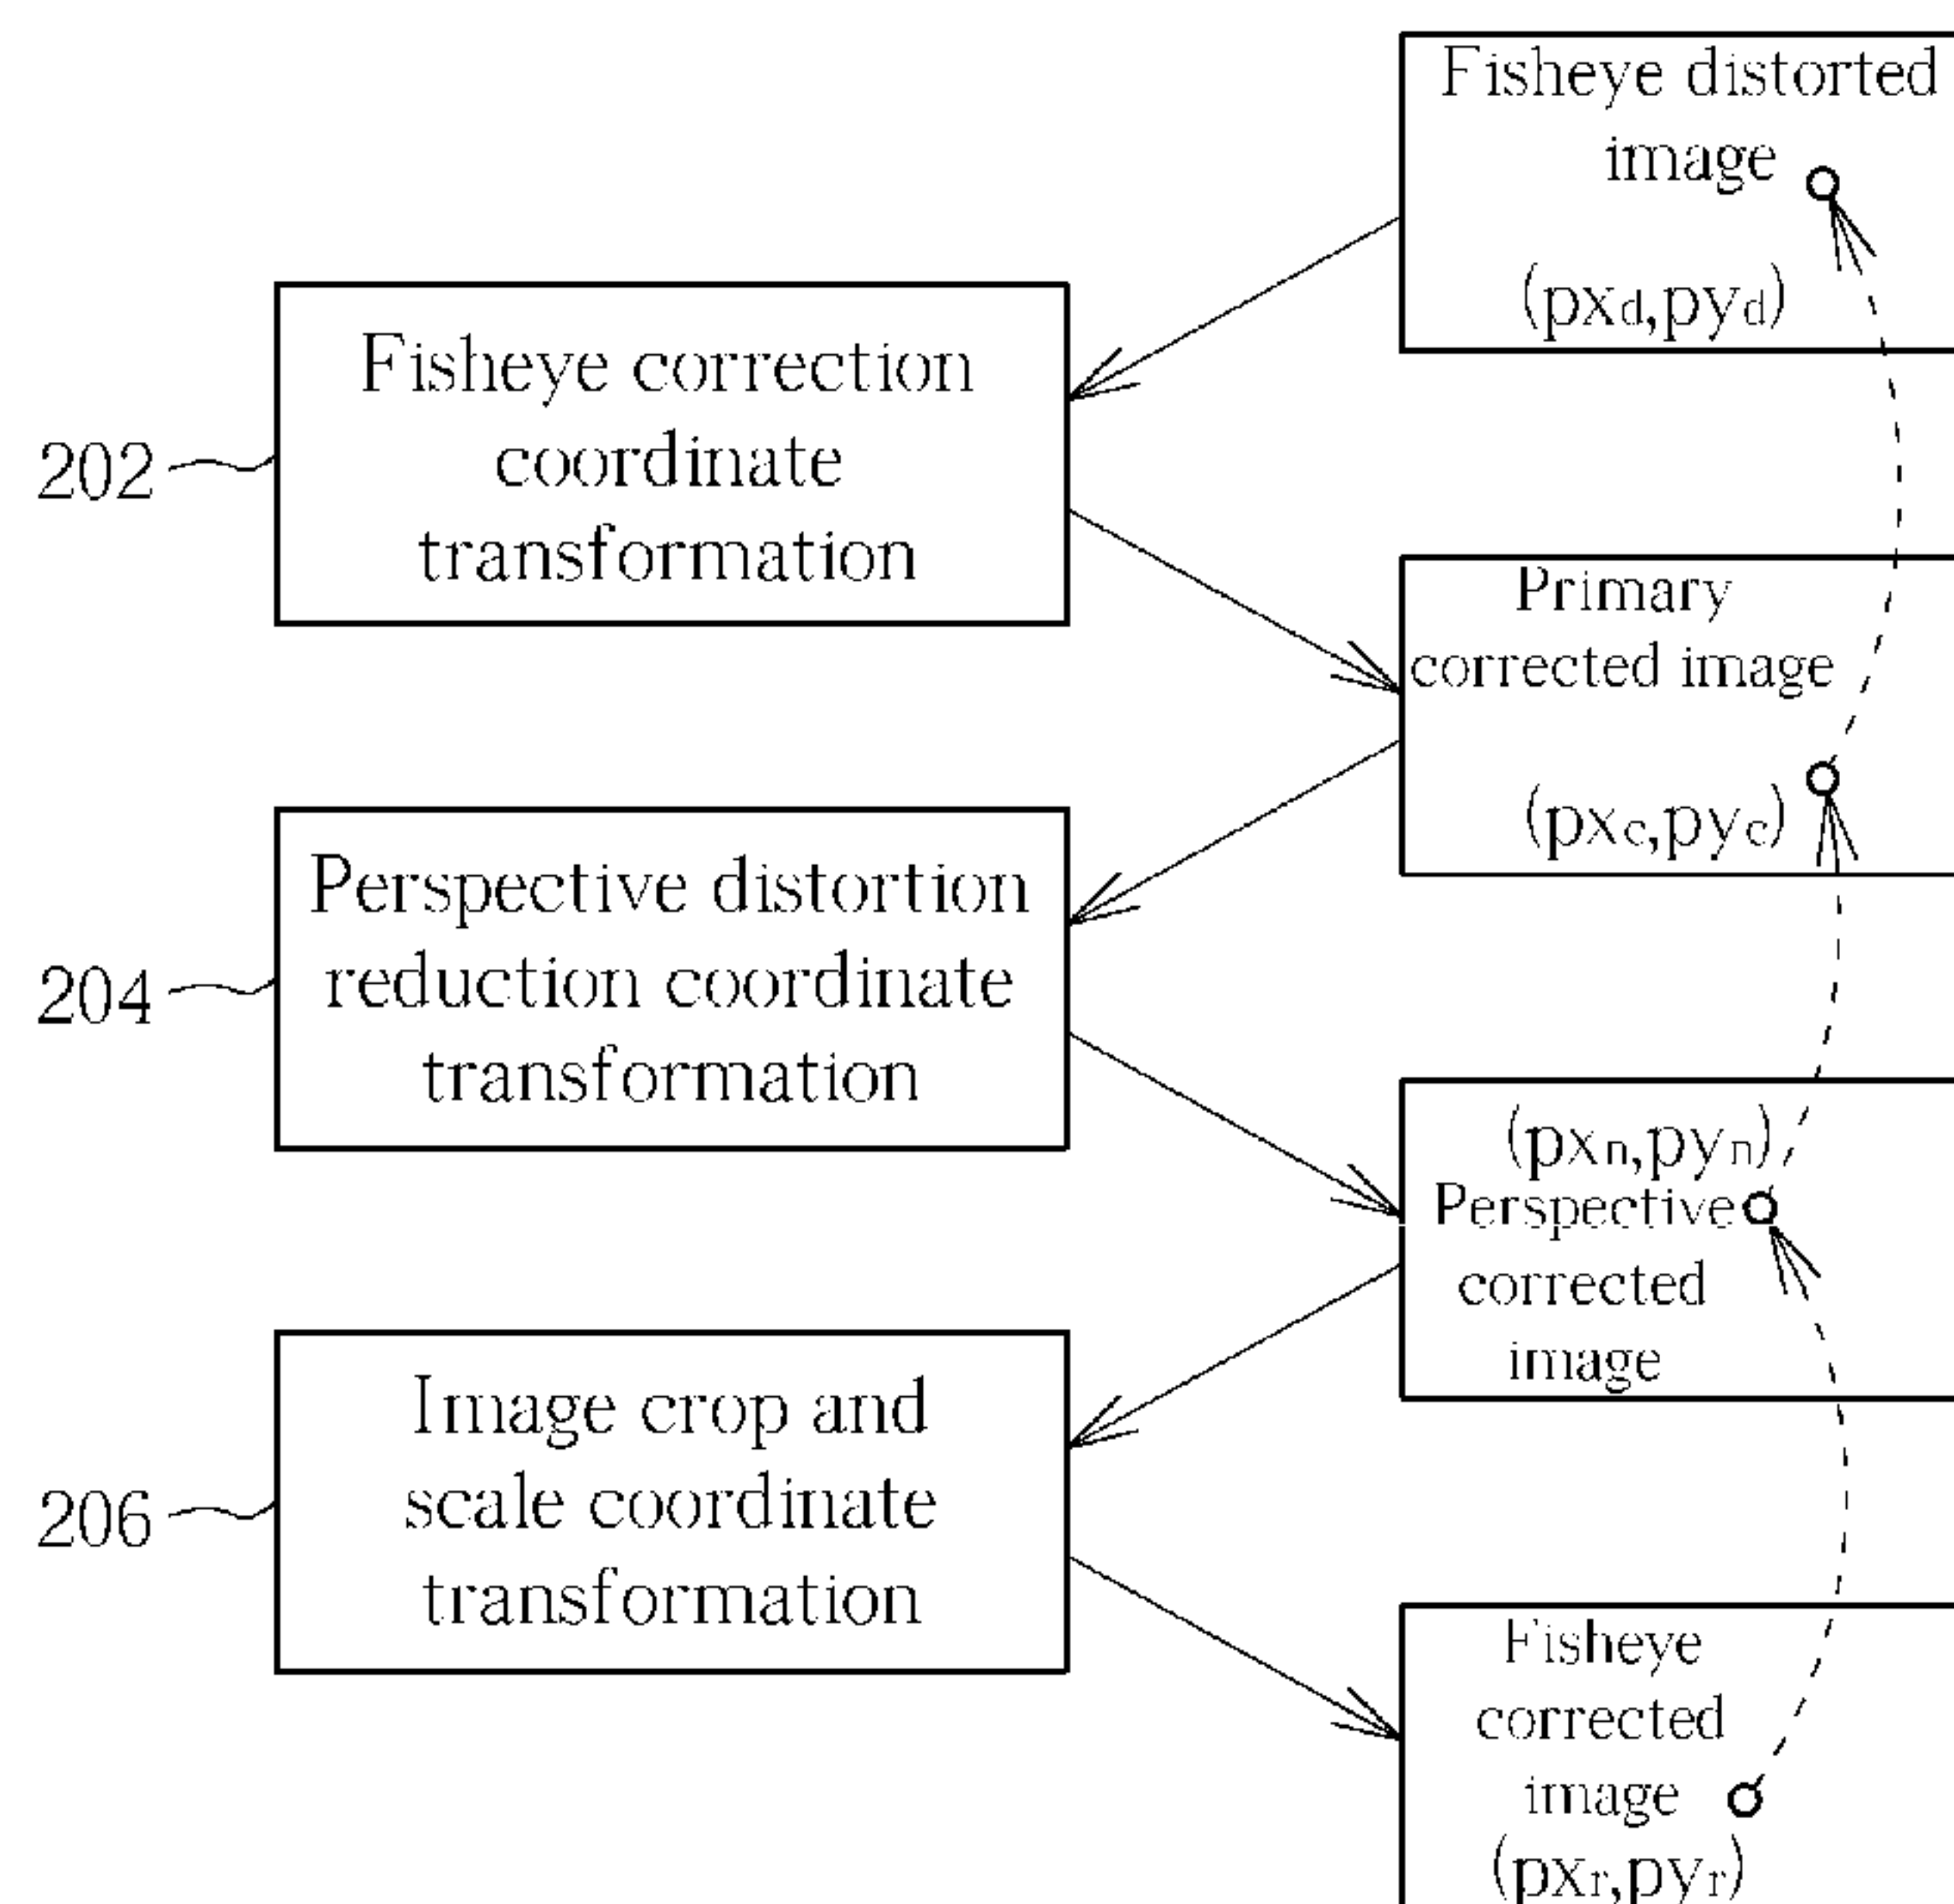 Fisheye distorted
image
(pxd,pyd)
202
Fisheye correction
coordinate
transformation
Primary
corrected image
(pxc,pyc)
204
Perspective distortion
reduction coordinate
transformation
(pxn,pyn)
Perspective
corrected
image
206
Image crop and
scale coordinate
transformation
Fisheye
corrected
image
(pxr,pyr)